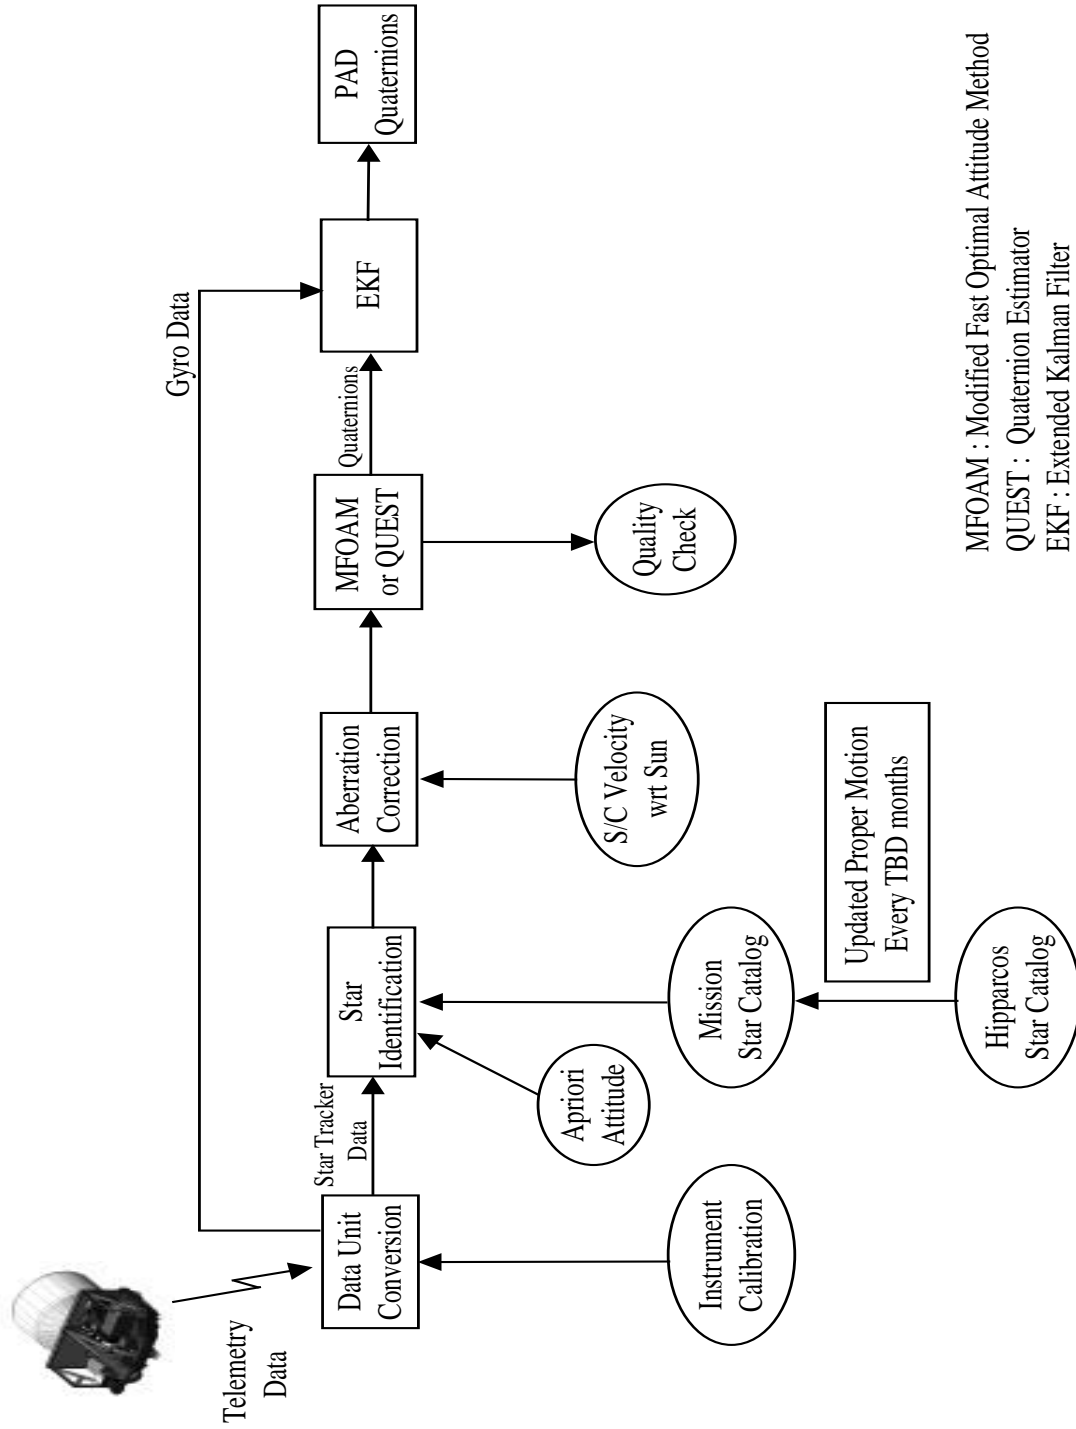 Telemetry
Data
Gyro Data
Data Unit
Conversion
Star Tracker
Data
Star
Identification
Aberration
Correction
MFOAM
or QUEST
Quaternions
EKF
PAD
Quaternions
Instrument
Calibration
Apriori
Attitude
Mission
Star Catalog
S/C Velocity
wrt Sun
Quality
Check
Updated Proper Motion
Every TBD months
Hipparcos
Star Catalog
MFOAM : Modified Fast Optimal Attitude Method
QUEST : Quaternion Estimator
EKF : Extended Kalman Filter